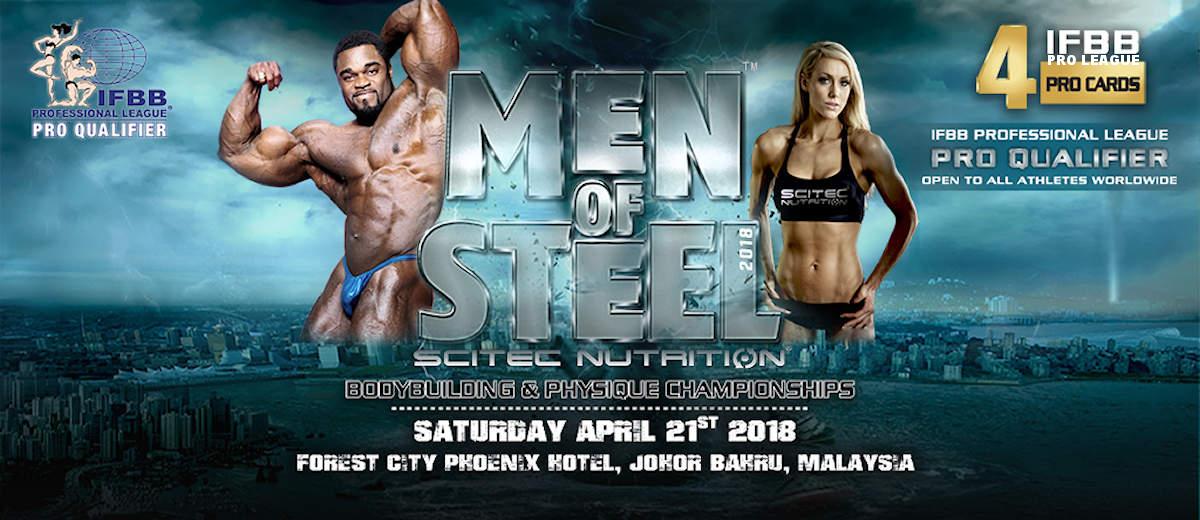 IFBB
PROFESSIONAL LEAGUE®
PRO QUALIFIER
MEN™
OF
STEEL
2018
SCITEC NUTRITION®
BODYBUILDING & PHYSIQUE CHAMPIONSHIPS
SATURDAY APRIL 21ST 2018
FOREST CITY PHOENIX HOTEL, JOHOR BAHRU, MALAYSIA
SCITEC
NUTRITION
4
IFBB
PRO LEAGUE
PRO CARDS
IFBB PROFESSIONAL LEAGUE
PRO QUALIFIER
OPEN TO ALL ATHLETES WORLDWIDE